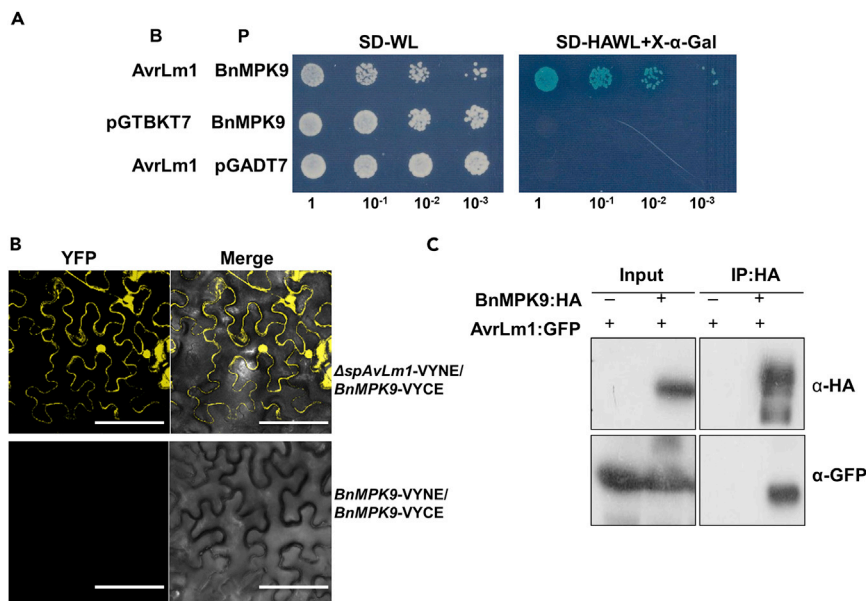 A
B P SD-WL SD-HAWL+X-α-Gal
AvrLm1 BnMPK9
pGTBKT7 BnMPK9
AvrLm1 pGADT7
1 10-1 10-2 10-3 1 10-1 10-2 10-3
B
YFP Merge
ΔspAvLm1-VYNE/
BnMPK9-VYCE
BnMPK9-VYNE/
BnMPK9-VYCE
C
Input IP:HA
BnMPK9:HA – + – +
AvrLm1:GFP + + + +
α-HA
α-GFP